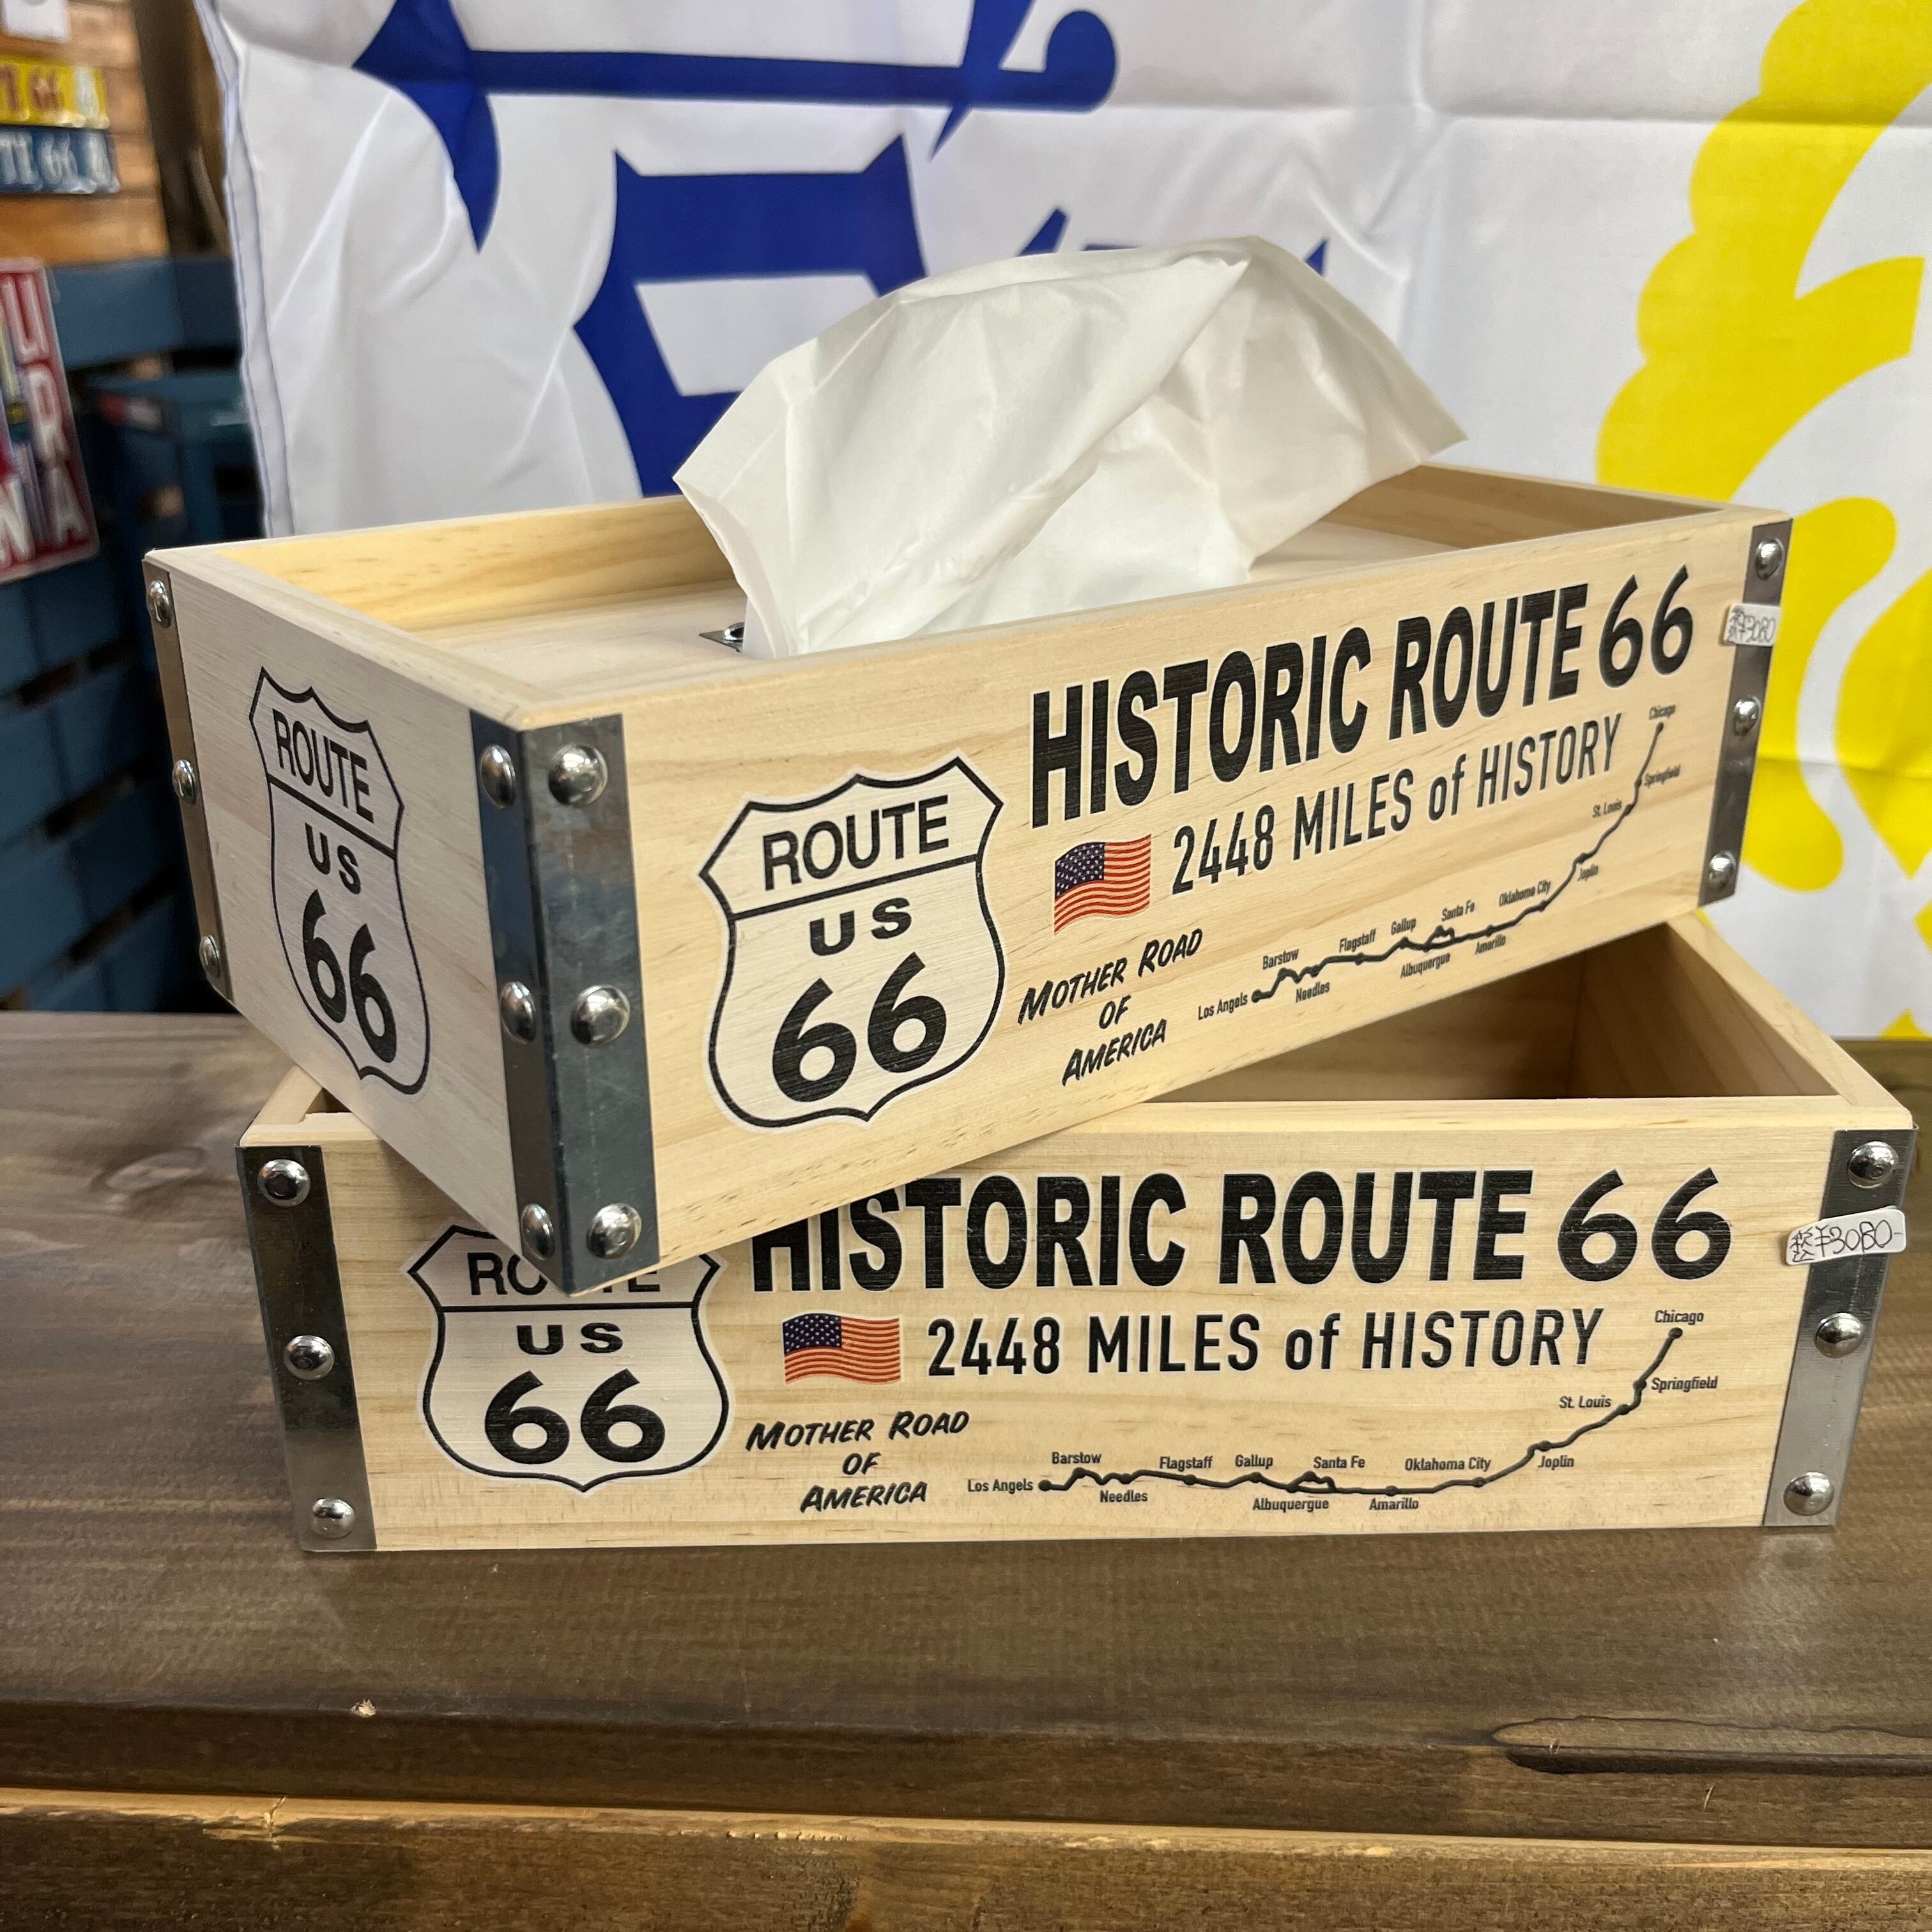 ROUTE
US
66
ROUTE
US
66
HISTORIC ROUTE 66
2448 MILES of HISTORY
MOTHER ROAD
OF
AMERICA
Chicago
Springfield
St. Louis
Joplin
Oklahoma City
Santa Fe
Amarillo
Gallup
Albuquergue
Flagstaff
Barstow
Needles
Los Angels
US
66
HISTORIC ROUTE 66
2448 MILES of HISTORY
MOTHER ROAD
OF
AMERICA
Chicago
Springfield
St. Louis
Joplin
Oklahoma City
Santa Fe
Amarillo
Gallup
Albuquergue
Flagstaff
Barstow
Needles
Los Angels